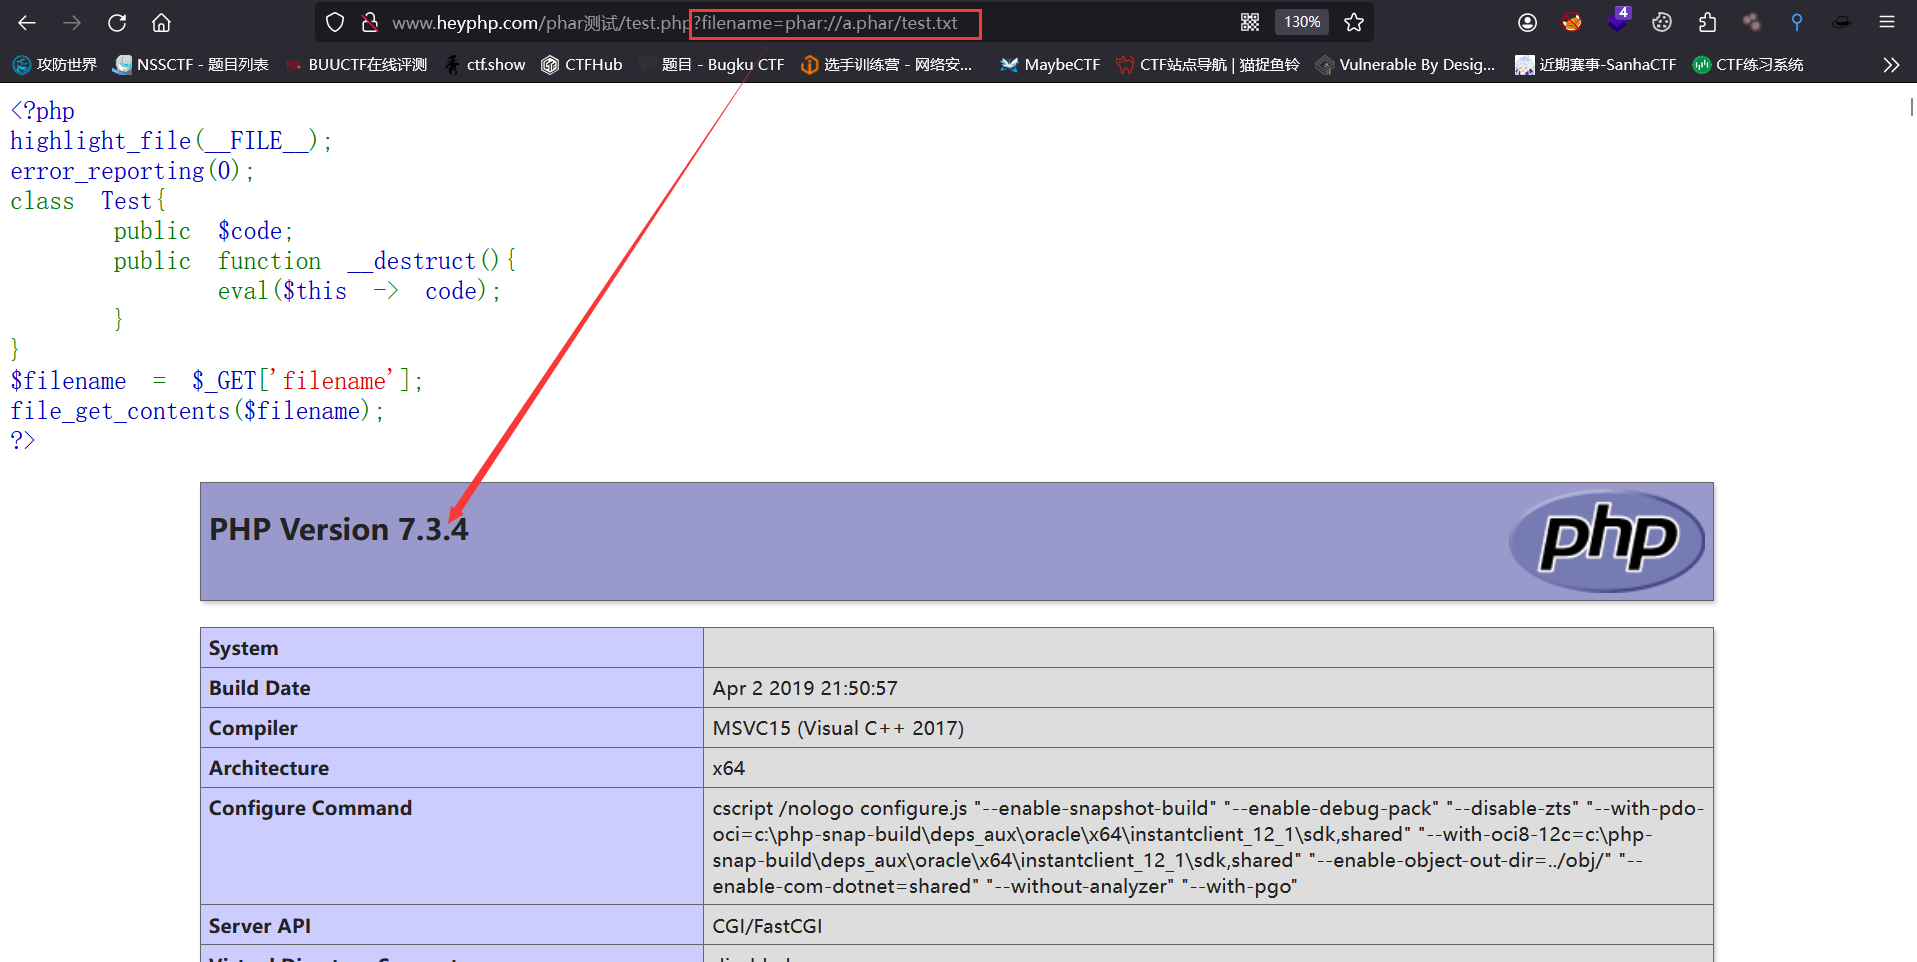 www.heyphp.com/phar测试/test.php?filename=phar://a.phar/test.txt
130%
4
攻防世界
NSSCTF - 题目列表
BUUCTF在线评测
ctf.show
CTFHub
题目 - Bugku CTF
选手训练营 - 网络安...
MaybeCTF
CTF站点导航 | 猫捉鱼铃
Vulnerable By Desig...
近期赛事-SanhaCTF
CTF练习系统
<?php
highlight_file(__FILE__);
error_reporting(0);
class Test{
public $code;
public function __destruct(){
eval($this -> code);
}
}
$filename = $_GET['filename'];
file_get_contents($filename);
?>
PHP Version 7.3.4
php
System
Build Date Apr 2 2019 21:50:57
Compiler MSVC15 (Visual C++ 2017)
Architecture x64
Configure Command cscript /nologo configure.js "--enable-snapshot-build" "--enable-debug-pack" "--disable-zts" "--with-pdo-
oci=c:\php-snap-build\deps_aux\oracle\x64\instantclient_12_1\sdk,shared" "--with-oci8-12c=c:\php-
snap-build\deps_aux\oracle\x64\instantclient_12_1\sdk,shared" "--enable-object-out-dir=../obj/" "--
enable-com-dotnet=shared" "--without-analyzer" "--with-pgo"
Server API CGI/FastCGI